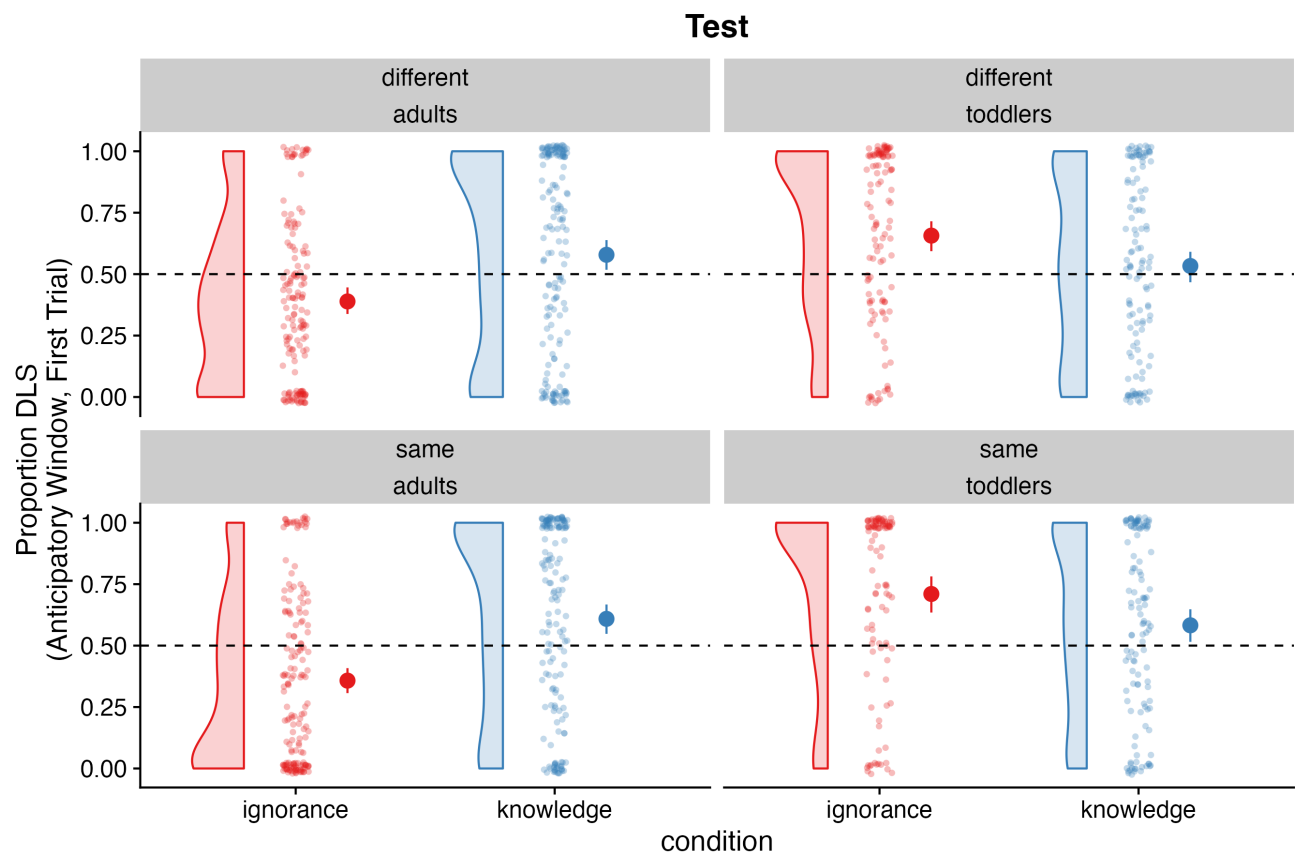 Test
different
adults
different
toddlers
1.00
0.75
0.50
0.25
0.00
same
adults
same
toddlers
1.00
0.75
0.50
0.25
0.00
Proportion DLS
(Anticipatory Window, First Trial)
ignorance
knowledge
ignorance
knowledge
condition